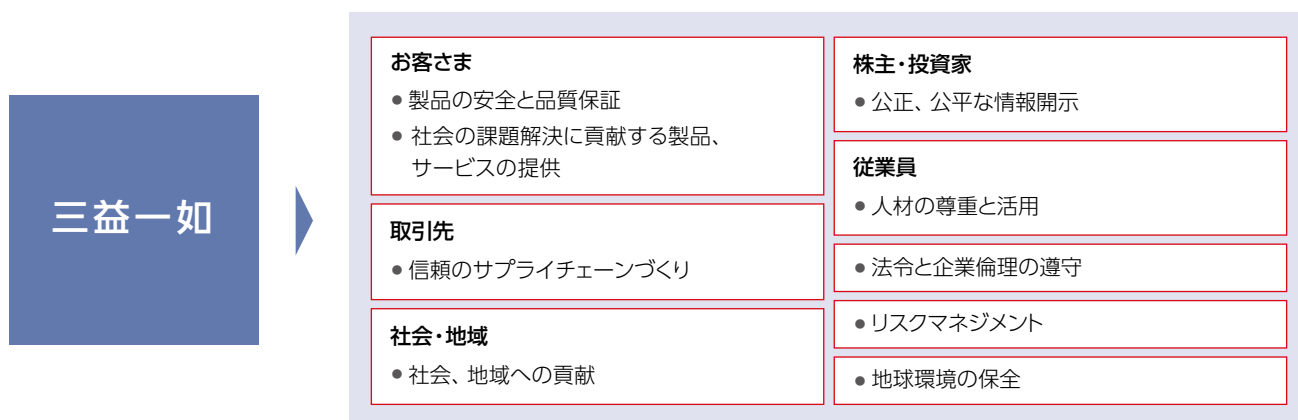 三益一如
お客さま
● 製品の安全と品質保証
● 社会の課題解決に貢献する製品、
サービスの提供
取引先
● 信頼のサプライチェーンづくり
社会・地域
● 社会、地域への貢献
株主・投資家
● 公正、公平な情報開示
従業員
● 人材の尊重と活用
● 法令と企業倫理の遵守
● リスクマネジメント
● 地球環境の保全